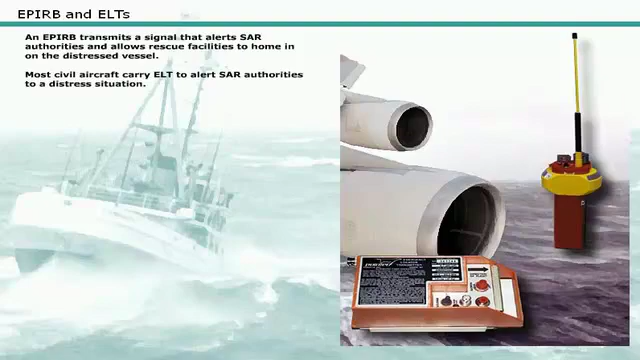 EPIRB and ELTs
An EPIRB transmits a signal that alerts SAR
authorities and allows rescue facilities to home in
on the distressed vessel.
Most civil aircraft carry ELT to alert SAR authorities
to a distress situation.